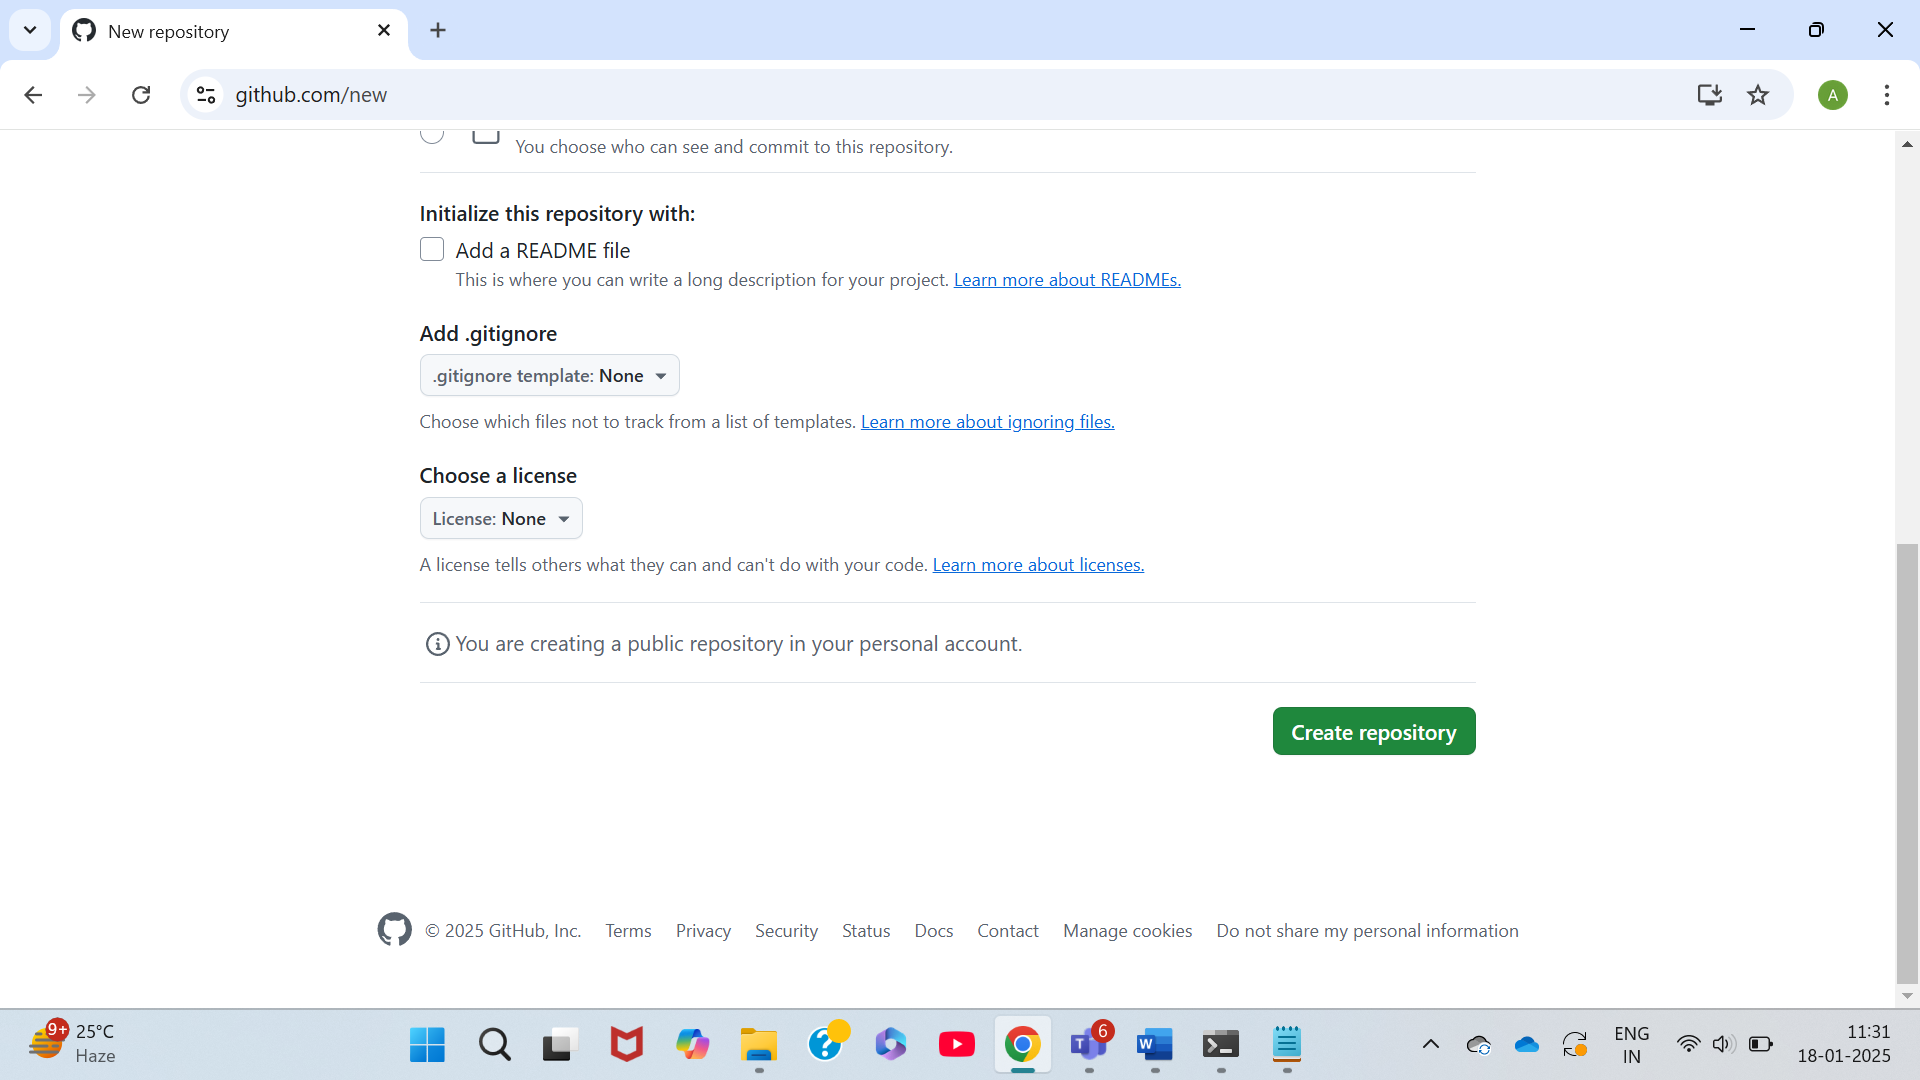 New repository
github.com/new
A
You choose who can see and commit to this repository.
Initialize this repository with:
Add a README file
This is where you can write a long description for your project. Learn more about READMEs.
Add .gitignore
.gitignore template: None
Choose which files not to track from a list of templates. Learn more about ignoring files.
Choose a license
License: None
A license tells others what they can and can't do with your code. Learn more about licenses.
You are creating a public repository in your personal account.
Create repository
© 2025 GitHub, Inc. Terms Privacy Security Status Docs Contact Manage cookies Do not share my personal information
9+ 25°C
Haze
6
ENG
IN
11:31
18-01-2025